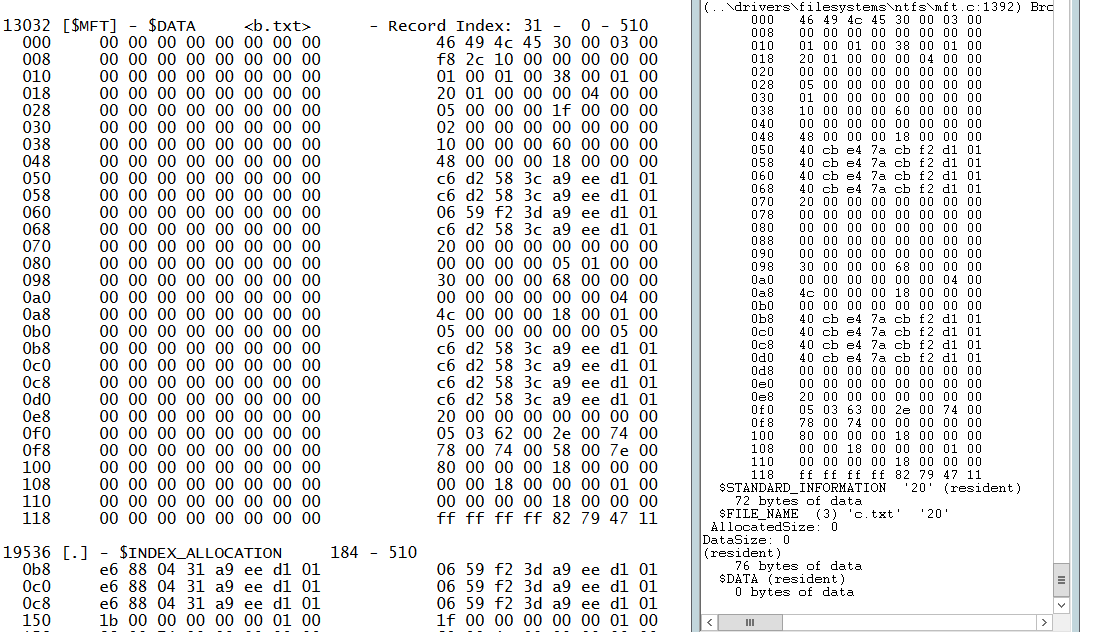 13032 [$MFT] - $DATA <b.txt> - Record Index: 31 - 0 - 510
000 00 00 00 00 00 00 00 00 46 49 4c 45 30 00 03 00
008 00 00 00 00 00 00 00 00 f8 2c 10 00 00 00 00 00
010 00 00 00 00 00 00 00 00 01 00 01 00 38 00 01 00
018 00 00 00 00 00 00 00 00 20 01 00 00 00 04 00 00
028 00 00 00 00 00 00 00 00 05 00 00 00 1f 00 00 00
030 00 00 00 00 00 00 00 00 02 00 00 00 00 00 00 00
038 00 00 00 00 00 00 00 00 10 00 00 00 60 00 00 00
048 00 00 00 00 00 00 00 00 48 00 00 00 18 00 00 00
050 00 00 00 00 00 00 00 00 c6 d2 58 3c a9 ee d1 01
058 00 00 00 00 00 00 00 00 c6 d2 58 3c a9 ee d1 01
060 00 00 00 00 00 00 00 00 06 59 f2 3d a9 ee d1 01
068 00 00 00 00 00 00 00 00 c6 d2 58 3c a9 ee d1 01
070 00 00 00 00 00 00 00 00 20 00 00 00 00 00 00 00
080 00 00 00 00 00 00 00 00 00 00 00 00 05 01 00 00
098 00 00 00 00 00 00 00 00 30 00 00 00 68 00 00 00
0a0 00 00 00 00 00 00 00 00 00 00 00 00 00 00 04 00
0a8 00 00 00 00 00 00 00 00 4c 00 00 00 18 00 01 00
0b0 00 00 00 00 00 00 00 00 05 00 00 00 00 00 05 00
0b8 00 00 00 00 00 00 00 00 c6 d2 58 3c a9 ee d1 01
0c0 00 00 00 00 00 00 00 00 c6 d2 58 3c a9 ee d1 01
0c8 00 00 00 00 00 00 00 00 c6 d2 58 3c a9 ee d1 01
0d0 00 00 00 00 00 00 00 00 c6 d2 58 3c a9 ee d1 01
0e8 00 00 00 00 00 00 00 00 20 00 00 00 00 00 00 00
0f0 00 00 00 00 00 00 00 00 05 03 62 00 2e 00 74 00
0f8 00 00 00 00 00 00 00 00 78 00 74 00 58 00 7e 00
100 00 00 00 00 00 00 00 00 80 00 00 00 18 00 00 00
108 00 00 00 00 00 00 00 00 00 00 18 00 00 00 01 00
110 00 00 00 00 00 00 00 00 00 00 00 00 18 00 00 00
118 00 00 00 00 00 00 00 00 ff ff ff ff 82 79 47 11
19536 [.] - $INDEX_ALLOCATION 184 - 510
0b8 e6 88 04 31 a9 ee d1 01 06 59 f2 3d a9 ee d1 01
0c0 e6 88 04 31 a9 ee d1 01 06 59 f2 3d a9 ee d1 01
0c8 e6 88 04 31 a9 ee d1 01 06 59 f2 3d a9 ee d1 01
150 1b 00 00 00 00 00 01 00 1f 00 00 00 00 00 01 00
(..\drivers\filesystems\ntfs\mft.c:1392) Brc
000 46 49 4c 45 30 00 03 00
008 00 00 00 00 00 00 00 00
010 01 00 01 00 38 00 01 00
018 20 01 00 00 00 04 00 00
020 00 00 00 00 00 00 00 00
028 05 00 00 00 00 00 00 00
030 01 00 00 00 00 00 00 00
038 10 00 00 00 60 00 00 00
040 00 00 00 00 00 00 00 00
048 48 00 00 00 18 00 00 00
050 40 cb e4 7a cb f2 d1 01
058 40 cb e4 7a cb f2 d1 01
060 40 cb e4 7a cb f2 d1 01
068 40 cb e4 7a cb f2 d1 01
070 20 00 00 00 00 00 00 00
078 00 00 00 00 00 00 00 00
080 00 00 00 00 00 00 00 00
088 00 00 00 00 00 00 00 00
090 00 00 00 00 00 00 00 00
098 30 00 00 00 68 00 00 00
0a0 00 00 00 00 00 00 04 00
0a8 4c 00 00 00 18 00 00 00
0b0 00 00 00 00 00 00 00 00
0b8 40 cb e4 7a cb f2 d1 01
0c0 40 cb e4 7a cb f2 d1 01
0c8 40 cb e4 7a cb f2 d1 01
0d0 40 cb e4 7a cb f2 d1 01
0d8 00 00 00 00 00 00 00 00
0e0 00 00 00 00 00 00 00 00
0e8 20 00 00 00 00 00 00 00
0f0 05 03 63 00 2e 00 74 00
0f8 78 00 74 00 00 00 00 00
100 80 00 00 00 18 00 00 00
108 00 00 18 00 00 00 01 00
110 00 00 00 00 18 00 00 00
118 ff ff ff ff 82 79 47 11
$STANDARD_INFORMATION '20' (resident)
72 bytes of data
$FILE_NAME (3) 'c.txt' '20'
AllocatedSize: 0
DataSize: 0
(resident)
76 bytes of data
$DATA (resident)
0 bytes of data